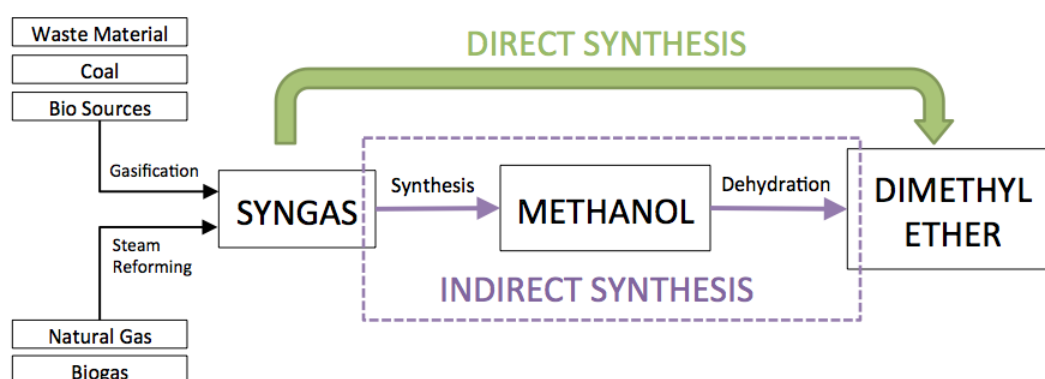 Waste Material
Coal
Bio Sources
Gasification
Steam
Reforming
Natural Gas
Biogas
DIRECT SYNTHESIS
SYNGAS
Synthesis
METHANOL
Dehydration
DIMETHYL
ETHER
INDIRECT SYNTHESIS